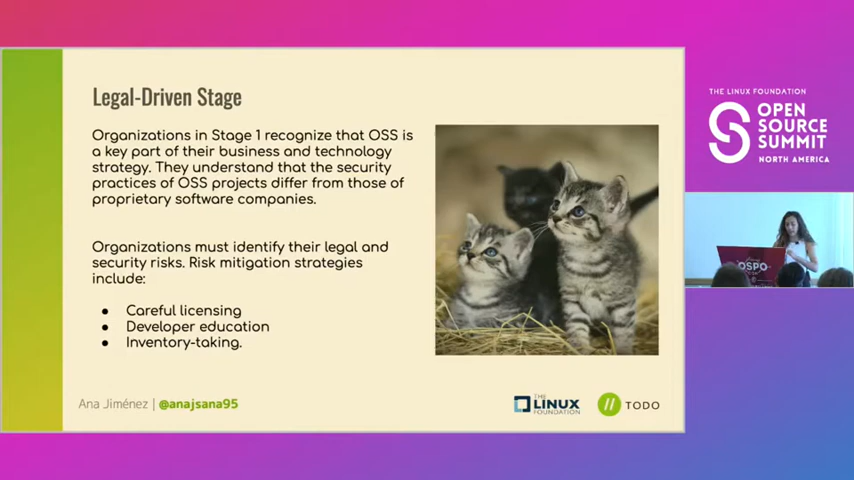 Legal-Driven Stage
Organizations in Stage 1 recognize that OSS is
a key part of their business and technology
strategy. They understand that the security
practices of OSS projects differ from those of
proprietary software companies.
Organizations must identify their legal and
security risks. Risk mitigation strategies
include:
● Careful licensing
● Developer education
● Inventory-taking.
Ana Jiménez | @anajsana95
THE
LINUX
FOUNDATION
// TODO
THE LINUX FOUNDATION
OPEN
SOURCE
SUMMIT
NORTH AMERICA
OSPO